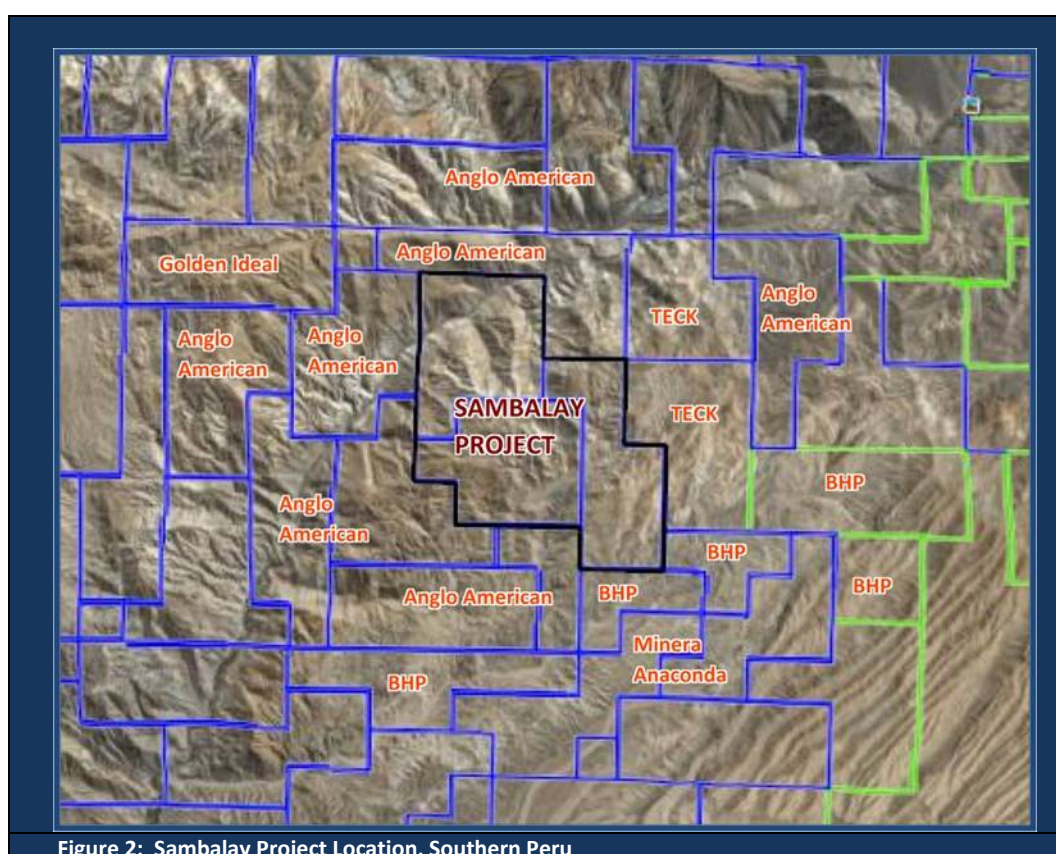 Anglo American
Anglo American
Golden Ideal
TECK
Anglo
American
Anglo
American
Anglo
American
SAMBALAY
PROJECT
TECK
BHP
Anglo
American
BHP
Anglo American
BHP
BHP
Minera
Anaconda
BHP
Figure 2: Sambalay Project Location, Southern Peru